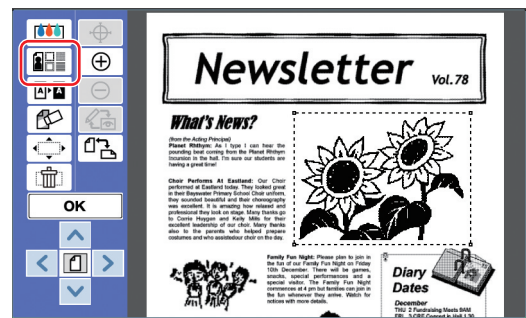 A A
OK
Newsletter Vol. 78
What's News?
(from the Acting Principal)
Planet Rhthym: As I type I can hear the
pounding beat coming from the Planet Rhthym
Incursion in the hall. I'm sure our students are
having a great time!
Choir Performs At Eastland: Our Choir
performed at Eastland today. They looked great
in their Bayswater Primary School Choir uniform,
they sounded beautiful and their choreography
was excellent. It is amazing how relaxed and
professional they look on stage. Many thanks go
to Corrie Huygen and Kelly Mills for their
excellent leadership of our choir. Many thanks
also to the parents who helped prepare
costumes and who assistedour choir on the day.
Family Fun Night: Please plan to join in
the fun of our Family Fun Night on Friday
10th December. There will be games,
snacks, special performances and a
special visitor. The Family Fun Night
commences at 4 pm but families can join in
the fun whenever they arrive. Watch for
notices with more details.
Diary
Dates
December
THU 2 Fundraising Meets 9AM